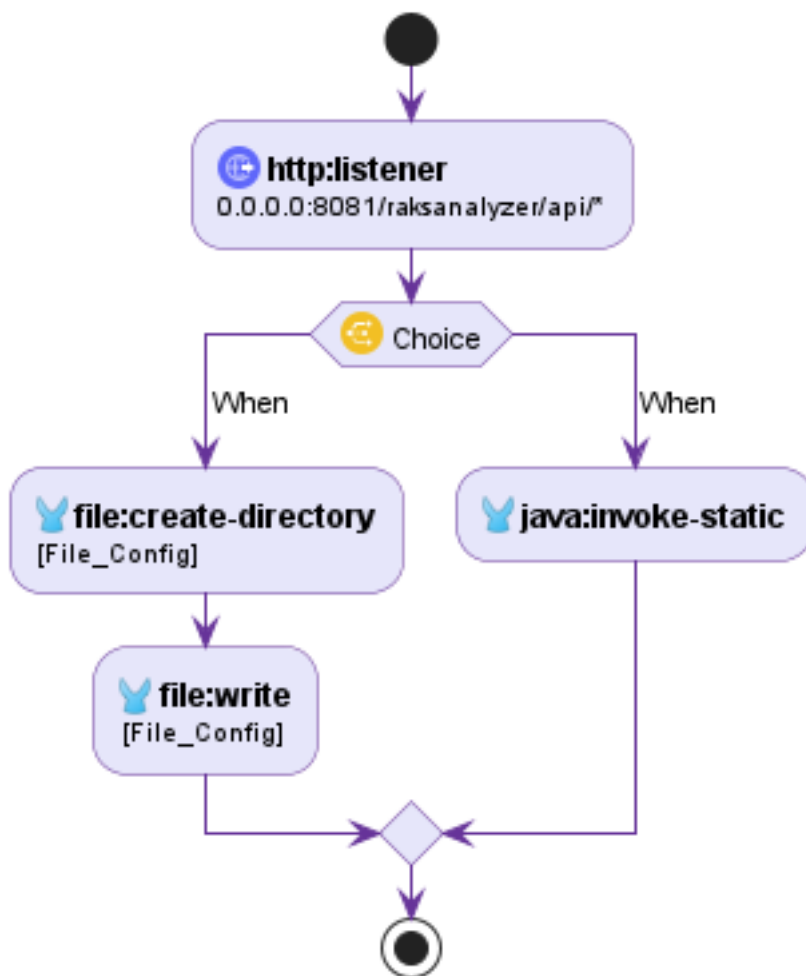 http:listener
0.0.0.0:8081/raksanalyzer/api/*
Choice
When
When
file:create-directory
[File_Config]
java:invoke-static
file:write
[File_Config]